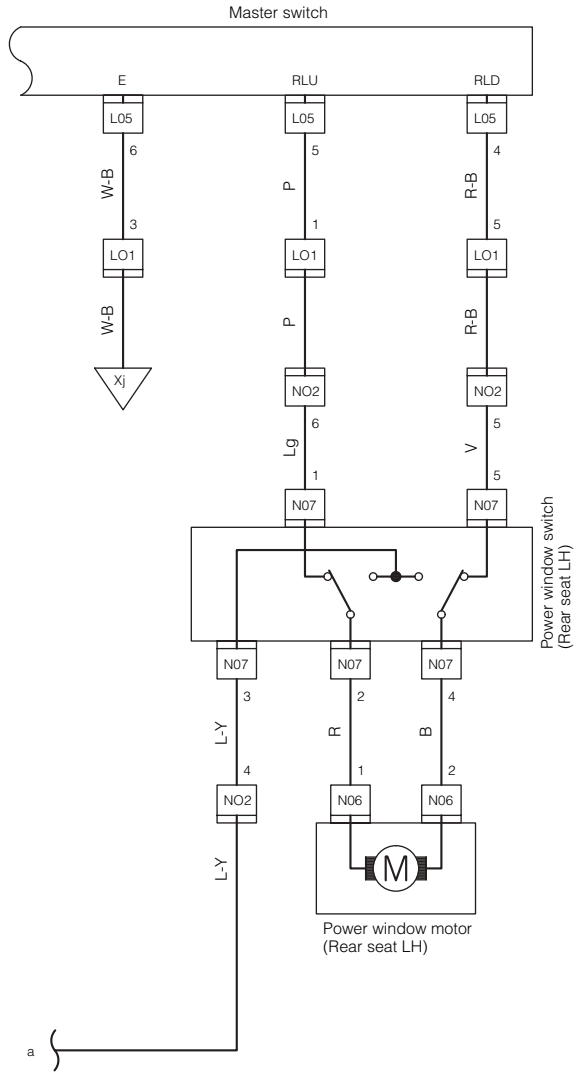 Master switch
E RLU RLD
L05 L05 L05
6 5 4
W-B P R-B
3 1 5
LO1 LO1 LO1
W-B P R-B
Xj
NO2 NO2
6 5
Lg V
1 5
N07 N07
Power window switch
(Rear seat LH)
N07 N07 N07
3 2 4
L-Y R B
4 1 2
NO2 N06 N06
L-Y
M
Power window motor
(Rear seat LH)
a